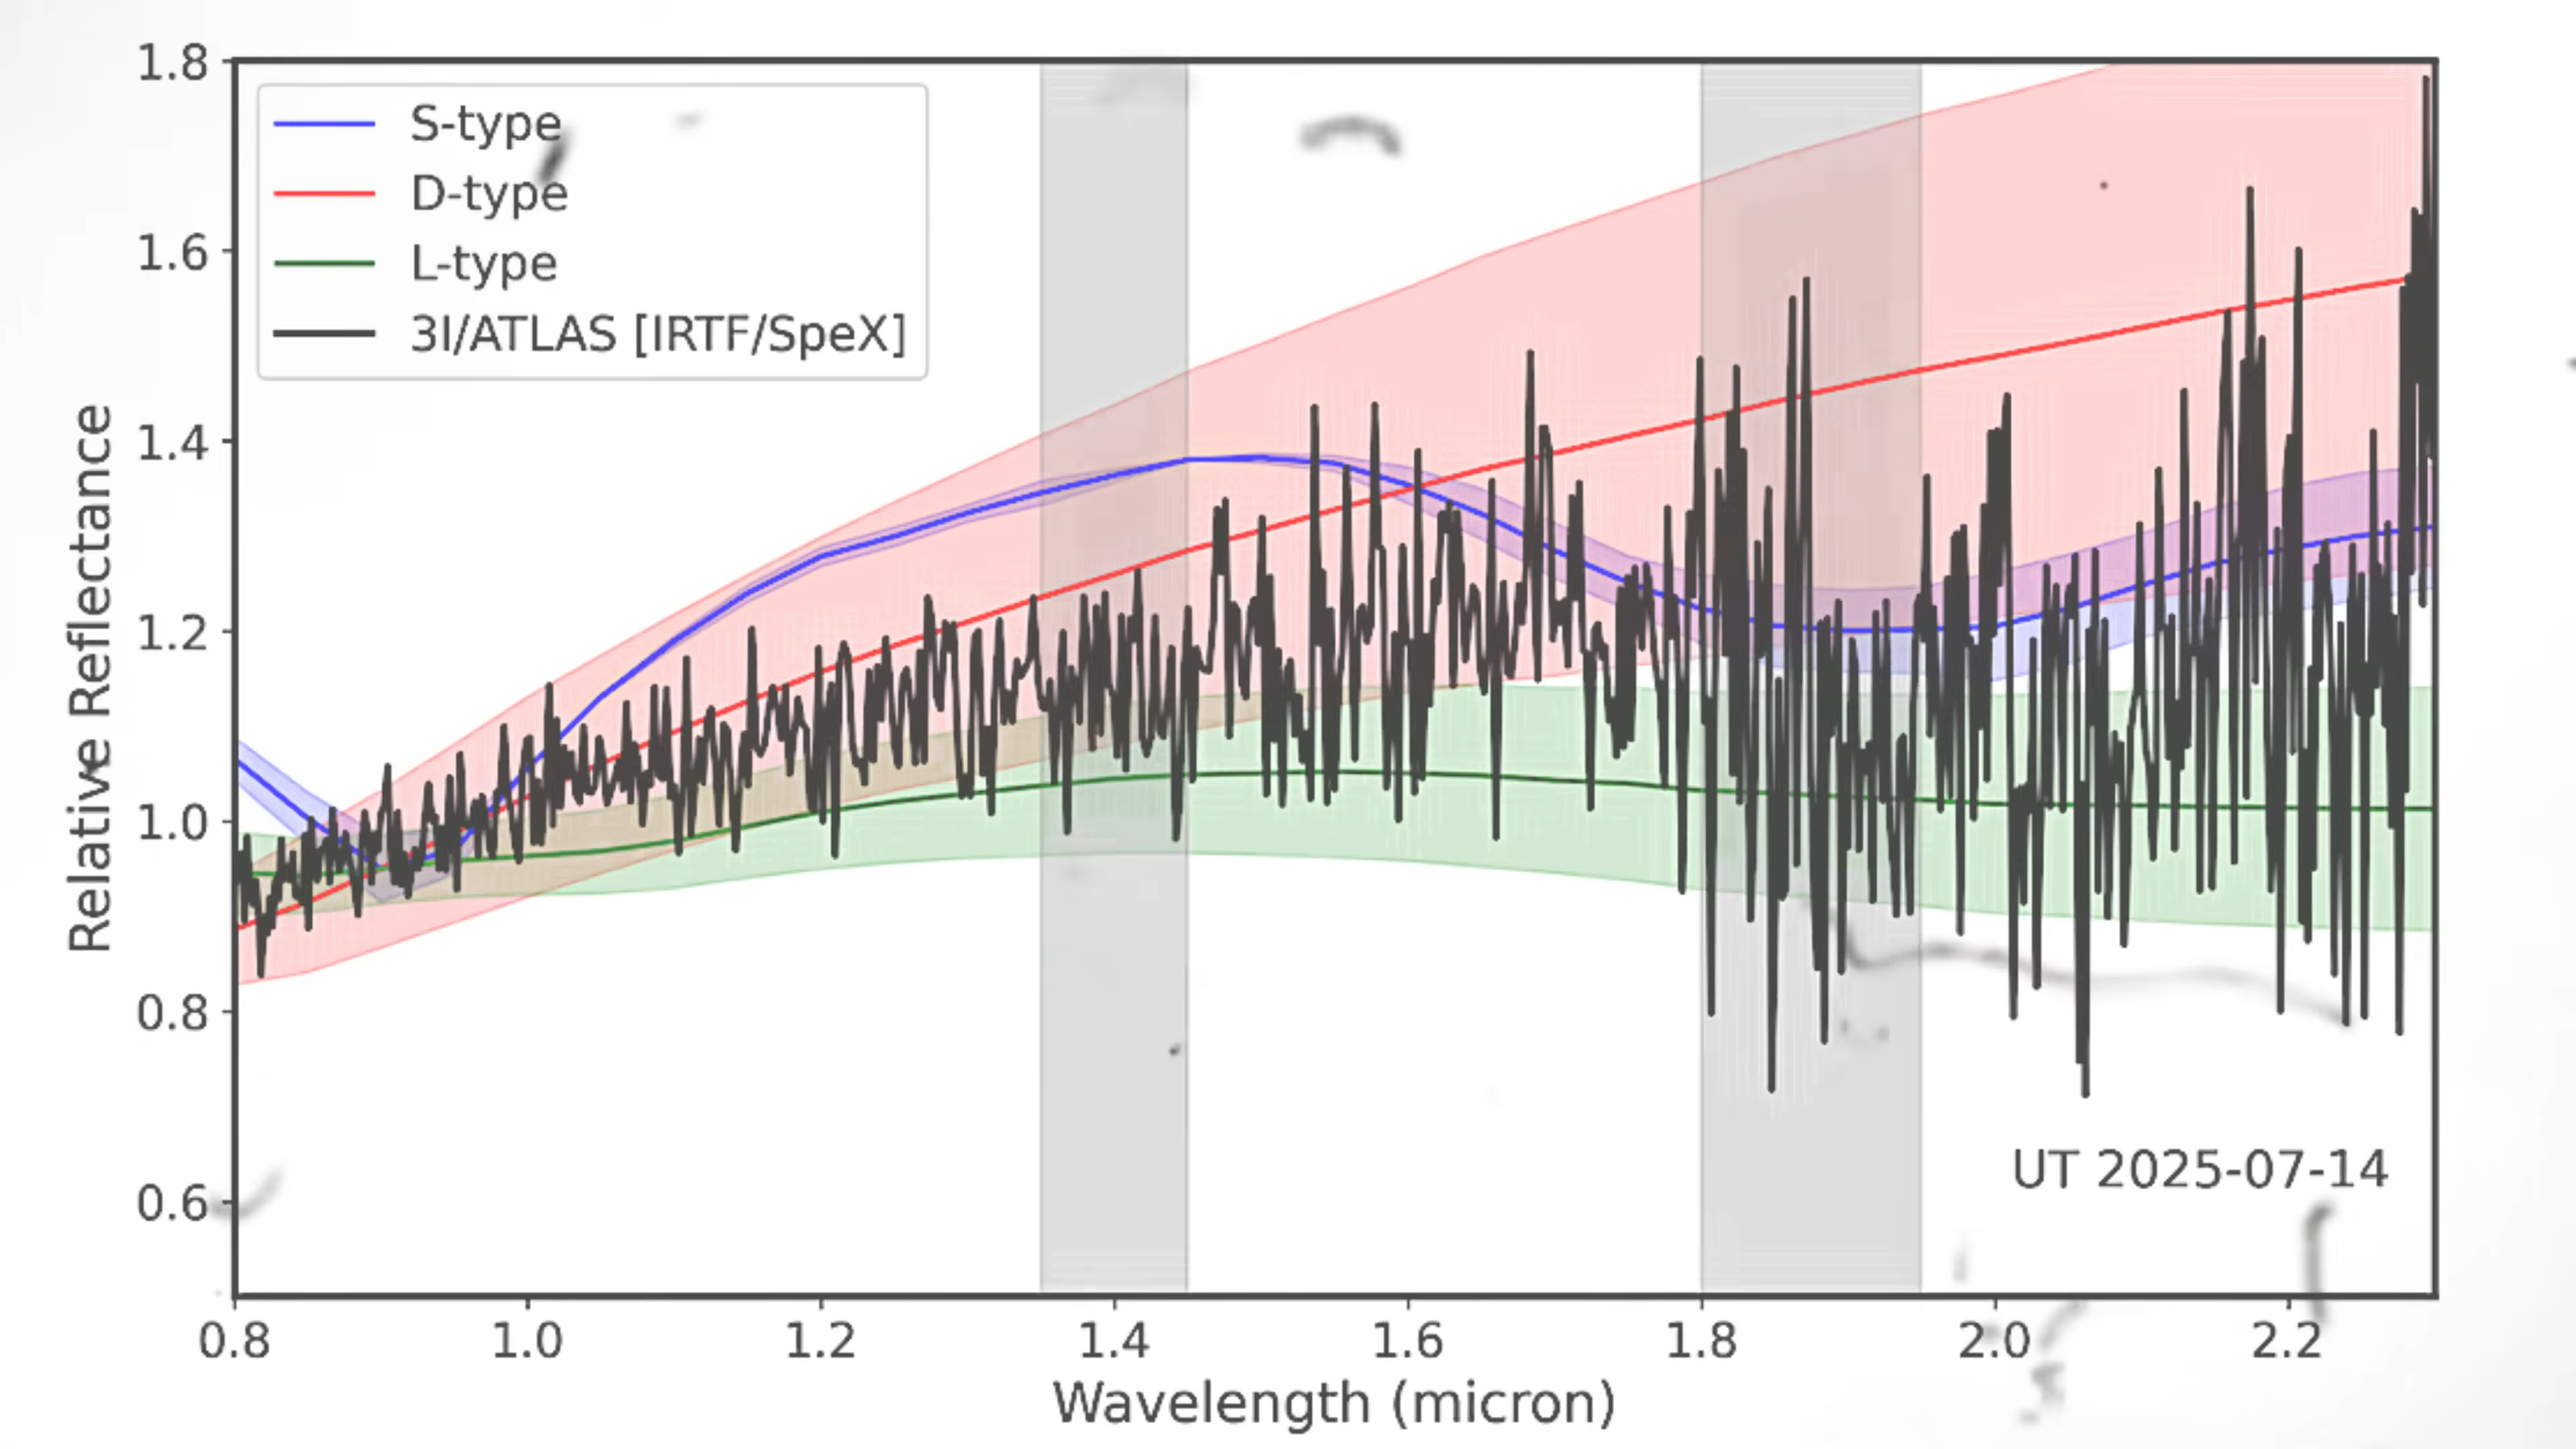 1.8
1.6
1.4
1.2
1.0
0.8
0.6
Relative Reflectance
S-type
D-type
L-type
3I/ATLAS [IRTF/SpeX]
UT 2025-07-14
0.8 1.0 1.2 1.4 1.6 1.8 2.0 2.2
Wavelength (micron)